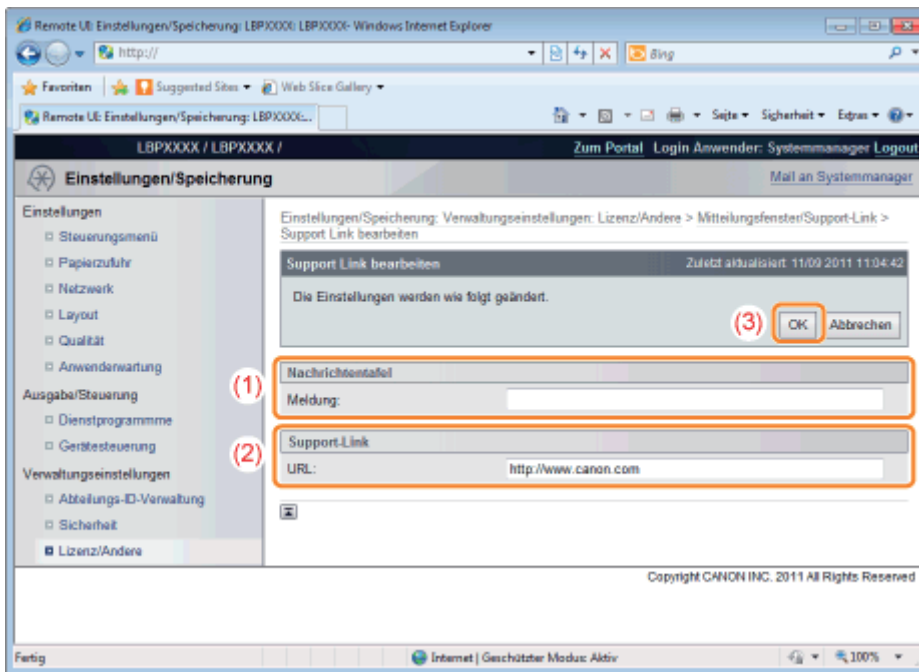 Remote UI: Einstellungen/Speicherung: LBPXXXX: LBPXXXX- Windows Internet Explorer
http://
Bing
Favoriten Suggested Sites Web Slice Gallery
Remote UI: Einstellungen/Speicherung: LBPXXXX:... Seite Sicherheit Extras
LBPXXXX / LBPXXXX / Zum Portal Login Anwender: Systemmanager Logout
Einstellungen/Speicherung Mail an Systemmanager
Einstellungen
Steuerungsmenü
Papierzufuhr
Netzwerk
Layout
Qualität
Anwenderwartung
Ausgabe/Steuerung
Dienstprogrammme
Gerätesteuerung
Verwaltungseinstellungen
Abteilungs-ID-Verwaltung
Sicherheit
Lizenz/Andere
Einstellungen/Speicherung: Verwaltungseinstellungen: Lizenz/Andere > Mitteilungsfenster/Support-Link >
Support Link bearbeiten
Support Link bearbeiten Zuletzt aktualisiert: 11/09 2011 11:04:42
Die Einstellungen werden wie folgt geändert.
(3) OK Abbrechen
(1) Nachrichtentafel
Meldung:
(2) Support-Link
URL: http://www.canon.com
Copyright CANON INC. 2011 All Rights Reserved
Fertig Internet | Geschützter Modus: Aktiv 100%